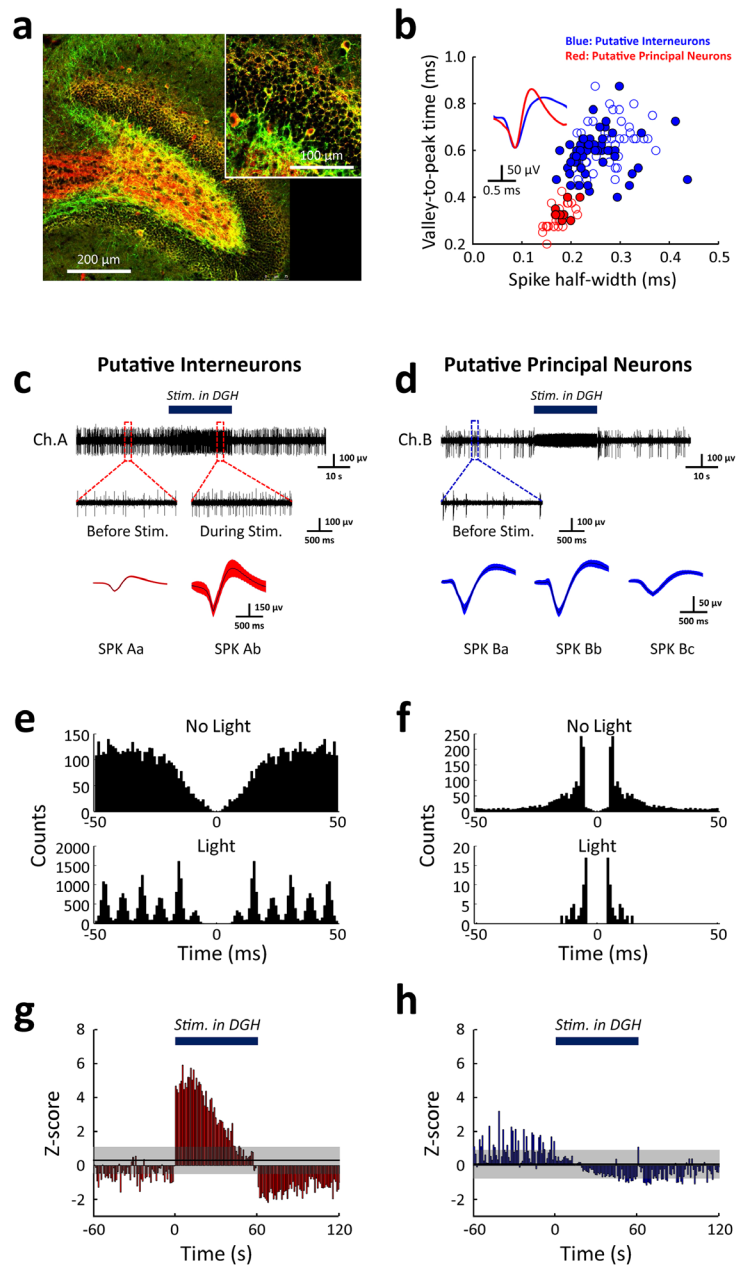 a
100 µm
200 µm
b
Blue: Putative Interneurons
Red: Putative Principal Neurons
Valley-to-peak time (ms)
1.0
0.8
0.6
0.4
0.2
50 µV
0.5 ms
0.0 0.1 0.2 0.3 0.4 0.5
Spike half-width (ms)
c
Putative Interneurons
Stim. in DGH
Ch.A
100 µv
10 s
Before Stim.
During Stim.
100 µv
500 ms
150 µv
500 ms
SPK Aa
SPK Ab
d
Putative Principal Neurons
Stim. in DGH
Ch.B
100 µv
10 s
Before Stim.
100 µv
500 ms
50 µv
500 ms
SPK Ba
SPK Bb
SPK Bc
e
No Light
150
100
50
0
-50 0 50
Counts
Light
2000
1500
1000
500
0
-50 0 50
Time (ms)
f
No Light
250
200
150
100
50
0
-50 0 50
Counts
Light
20
15
10
5
0
-50 0 50
Time (ms)
g
Stim. in DGH
Z-score
8
6
4
2
0
-2
-60 0 60 120
Time (s)
h
Stim. in DGH
Z-score
8
6
4
2
0
-2
-60 0 60 120
Time (s)